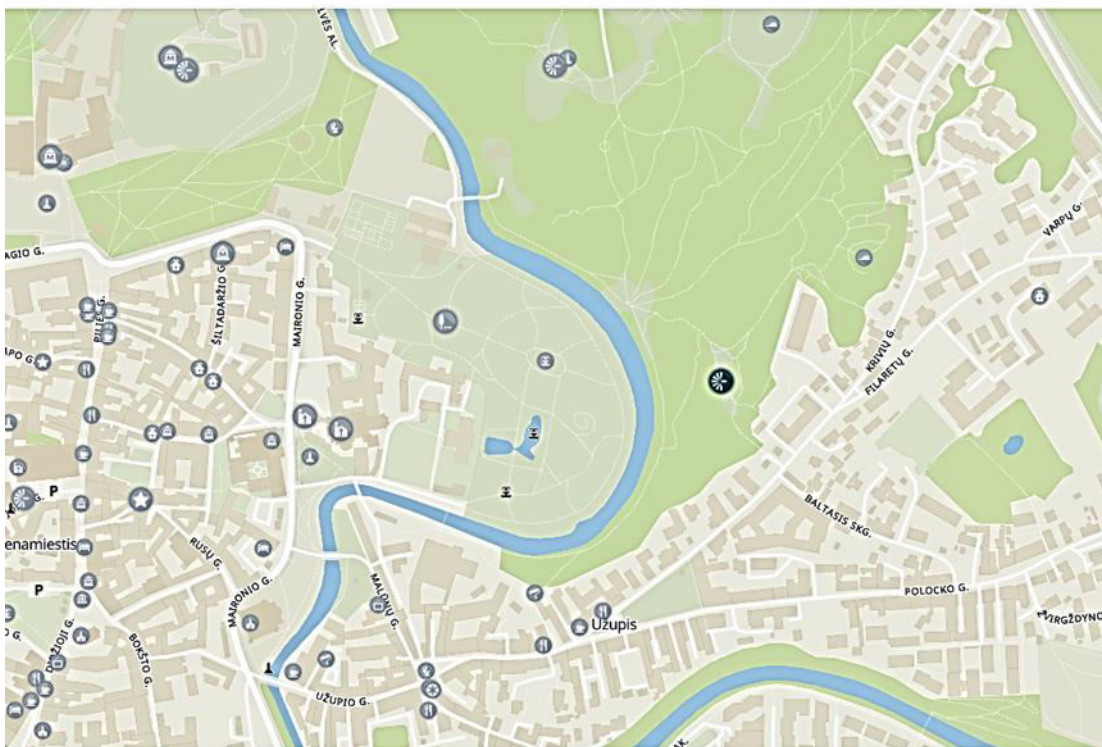 LVĖS AL.
AGIO G.
ŠILTADARŽIO G.
MAIRONIO G.
PILIES G.
APO G.
VARPŲ G.
KRIVIŲ G.
FILARETŲ G.
P
enamiestis
RUSŲ G.
BALTASIS SKG.
P
MAIRONIO G.
MALŪNŲ G.
POLOCKO G.
ŽVIRGŽDYNO
Užupis
O G.
DIDŽIOJI G.
BOKŠTO G.
UŽUPIO G.
AK.